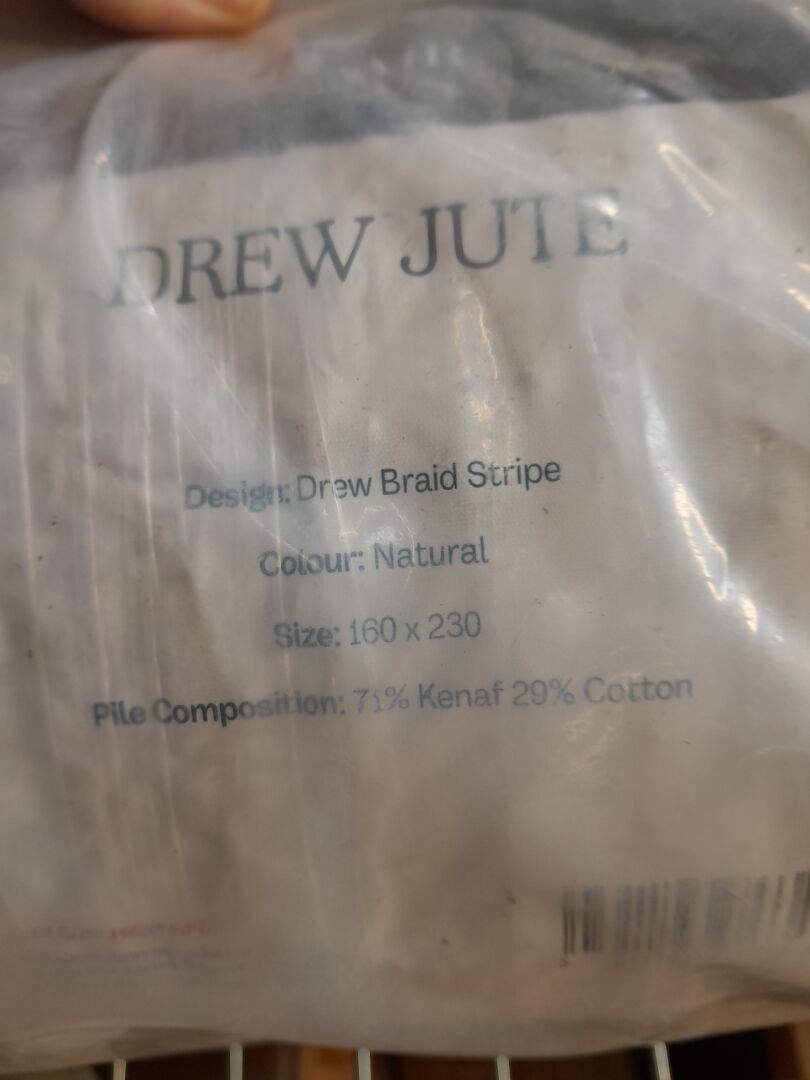 DREW JUTE
Design: Drew Braid Stripe
Colour: Natural
Size: 160 x 230
Pile Composition: 71% Kenaf 29% Cotton